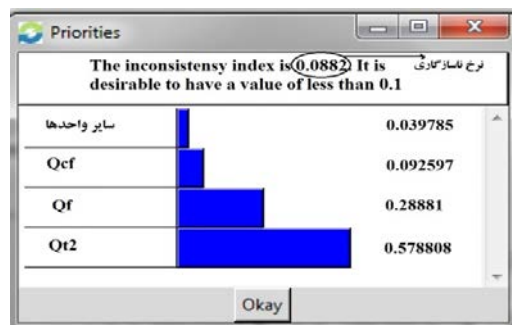 Priorities
The inconsistensy index is 0.0882 It is نرخ ناسازگاری
desirable to have a value of less than 0.1
سایر واحدها 0.039785
Qcf 0.092597
Qf 0.28881
Qt2 0.578808
Okay